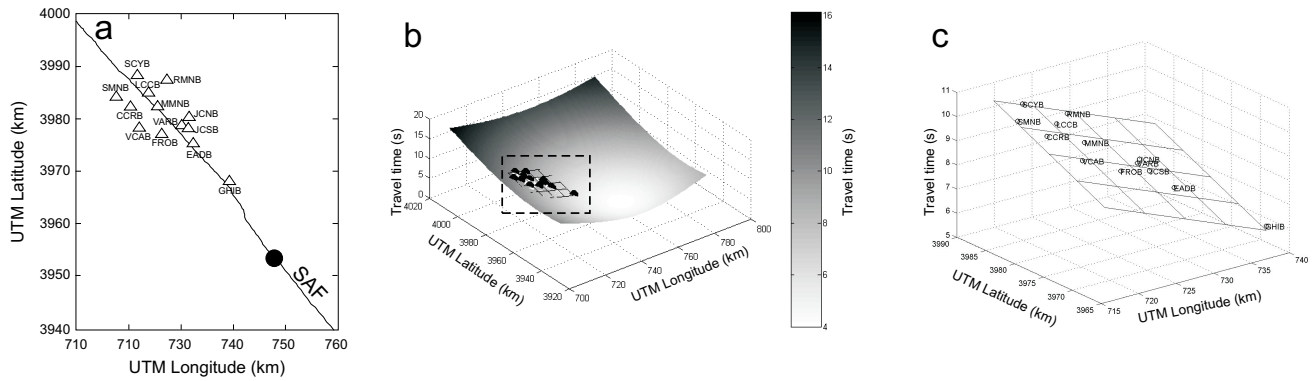 a
4000
3990
3980
3970
3960
3950
3940
710
720
730
740
750
760
UTM Latitude (km)
UTM Longitude (km)
SCYB
RMNB
LCCB
SMNB
MMNB
CCRB
JCNB
VARB
JCSB
VCAB
FROB
EADB
GHIB
SAF
b
20
15
10
5
0
Travel time (s)
4020
4000
3980
3960
3940
3920
UTM Latitude (km)
700
720
740
760
780
800
UTM Longitude (km)
16
14
12
10
8
6
4
Travel time (s)
c
11
10
9
8
7
6
5
Travel time (s)
3990
3985
3980
3975
3970
3965
UTM Latitude (km)
715
720
725
730
735
740
UTM Longitude (km)
SCYB
RMNB
SMNB
LCCB
CCRB
MMNB
VCAB
JCNB
VARB
FROB
JCSB
EADB
GHIB